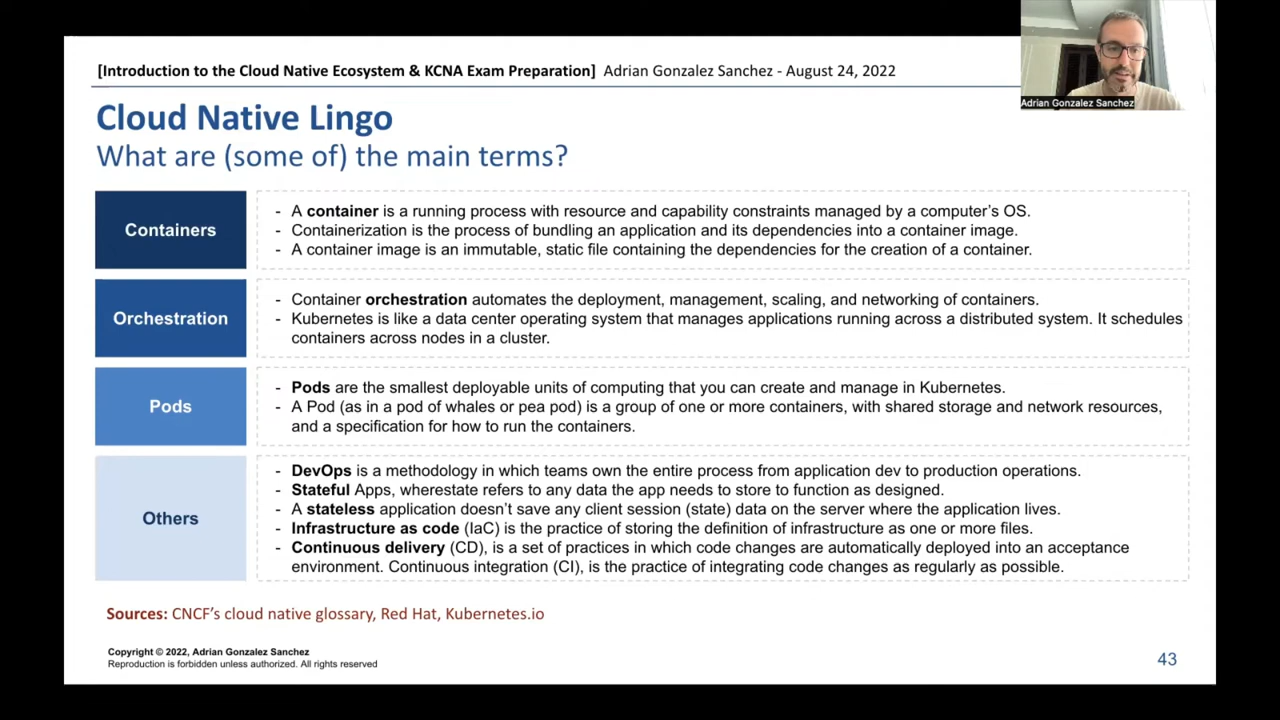 [Introduction to the Cloud Native Ecosystem & KCNA Exam Preparation] Adrian Gonzalez Sanchez - August 24, 2022
Adrian Gonzalez Sanchez
Cloud Native Lingo
What are (some of) the main terms?
Containers
- A container is a running process with resource and capability constraints managed by a computer's OS.
- Containerization is the process of bundling an application and its dependencies into a container image.
- A container image is an immutable, static file containing the dependencies for the creation of a container.
Orchestration
- Container orchestration automates the deployment, management, scaling, and networking of containers.
- Kubernetes is like a data center operating system that manages applications running across a distributed system. It schedules
containers across nodes in a cluster.
Pods
- Pods are the smallest deployable units of computing that you can create and manage in Kubernetes.
- A Pod (as in a pod of whales or pea pod) is a group of one or more containers, with shared storage and network resources,
and a specification for how to run the containers.
Others
- DevOps is a methodology in which teams own the entire process from application dev to production operations.
- Stateful Apps, wherestate refers to any data the app needs to store to function as designed.
- A stateless application doesn't save any client session (state) data on the server where the application lives.
- Infrastructure as code (IaC) is the practice of storing the definition of infrastructure as one or more files.
- Continuous delivery (CD), is a set of practices in which code changes are automatically deployed into an acceptance
environment. Continuous integration (CI), is the practice of integrating code changes as regularly as possible.
Sources: CNCF's cloud native glossary, Red Hat, Kubernetes.io
Copyright © 2022, Adrian Gonzalez Sanchez
Reproduction is forbidden unless authorized. All rights reserved
43